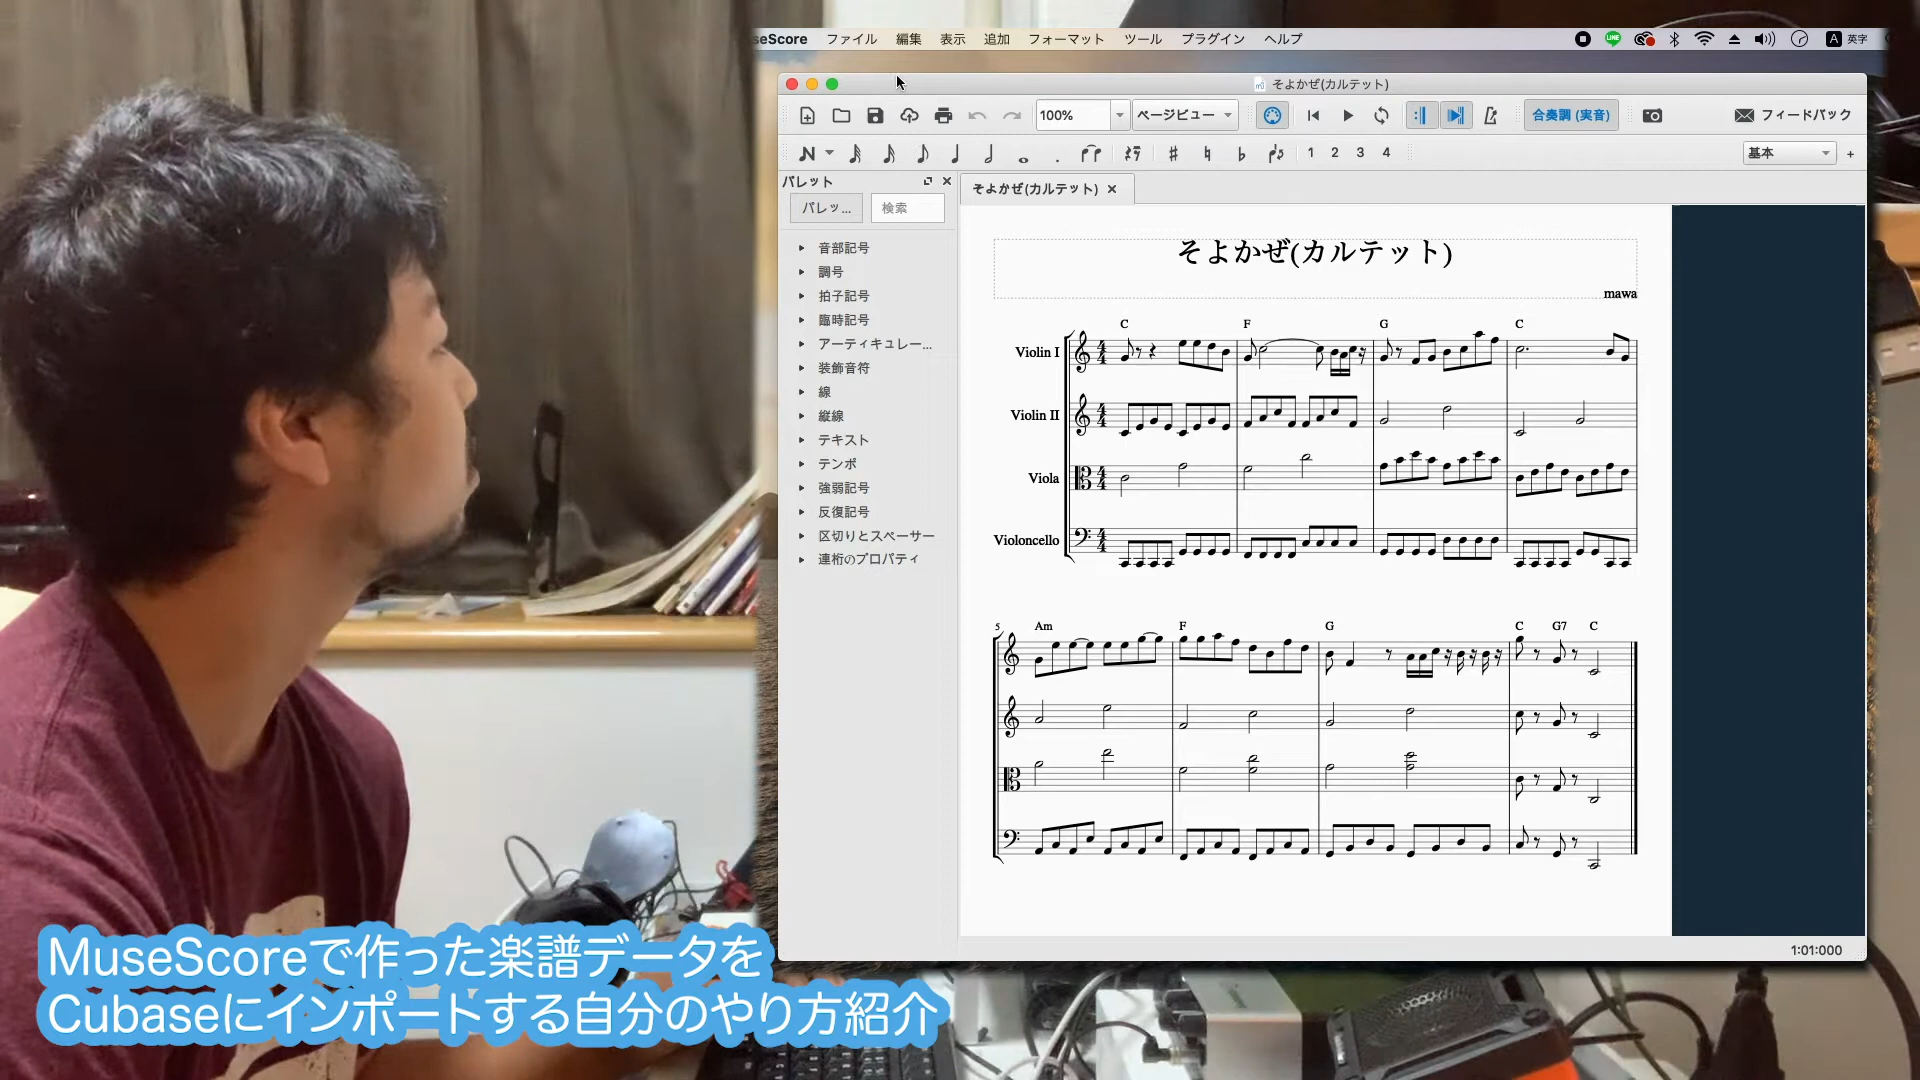 seScore ファイル 編集 表示 追加 フォーマット ツール プラグイン ヘルプ
LINE A 英字
そよかぜ(カルテット)
100% ページビュー 合奏調 (実音) フィードバック
1 2 3 4 基本 +
パレット
そよかぜ(カルテット)
パレッ... 検索
音部記号
調号
拍子記号
臨時記号
アーティキュレー...
装飾音符
線
縦線
テキスト
テンポ
強弱記号
反復記号
区切りとスペーサー
連桁のプロパティ
そよかぜ(カルテット)
mawa
C F G C
Violin I
Violin II
Viola
Violoncello
5 Am F G C G7 C
1:01:000
MuseScoreで作った楽譜データを
Cubaseにインポートする自分のやり方紹介